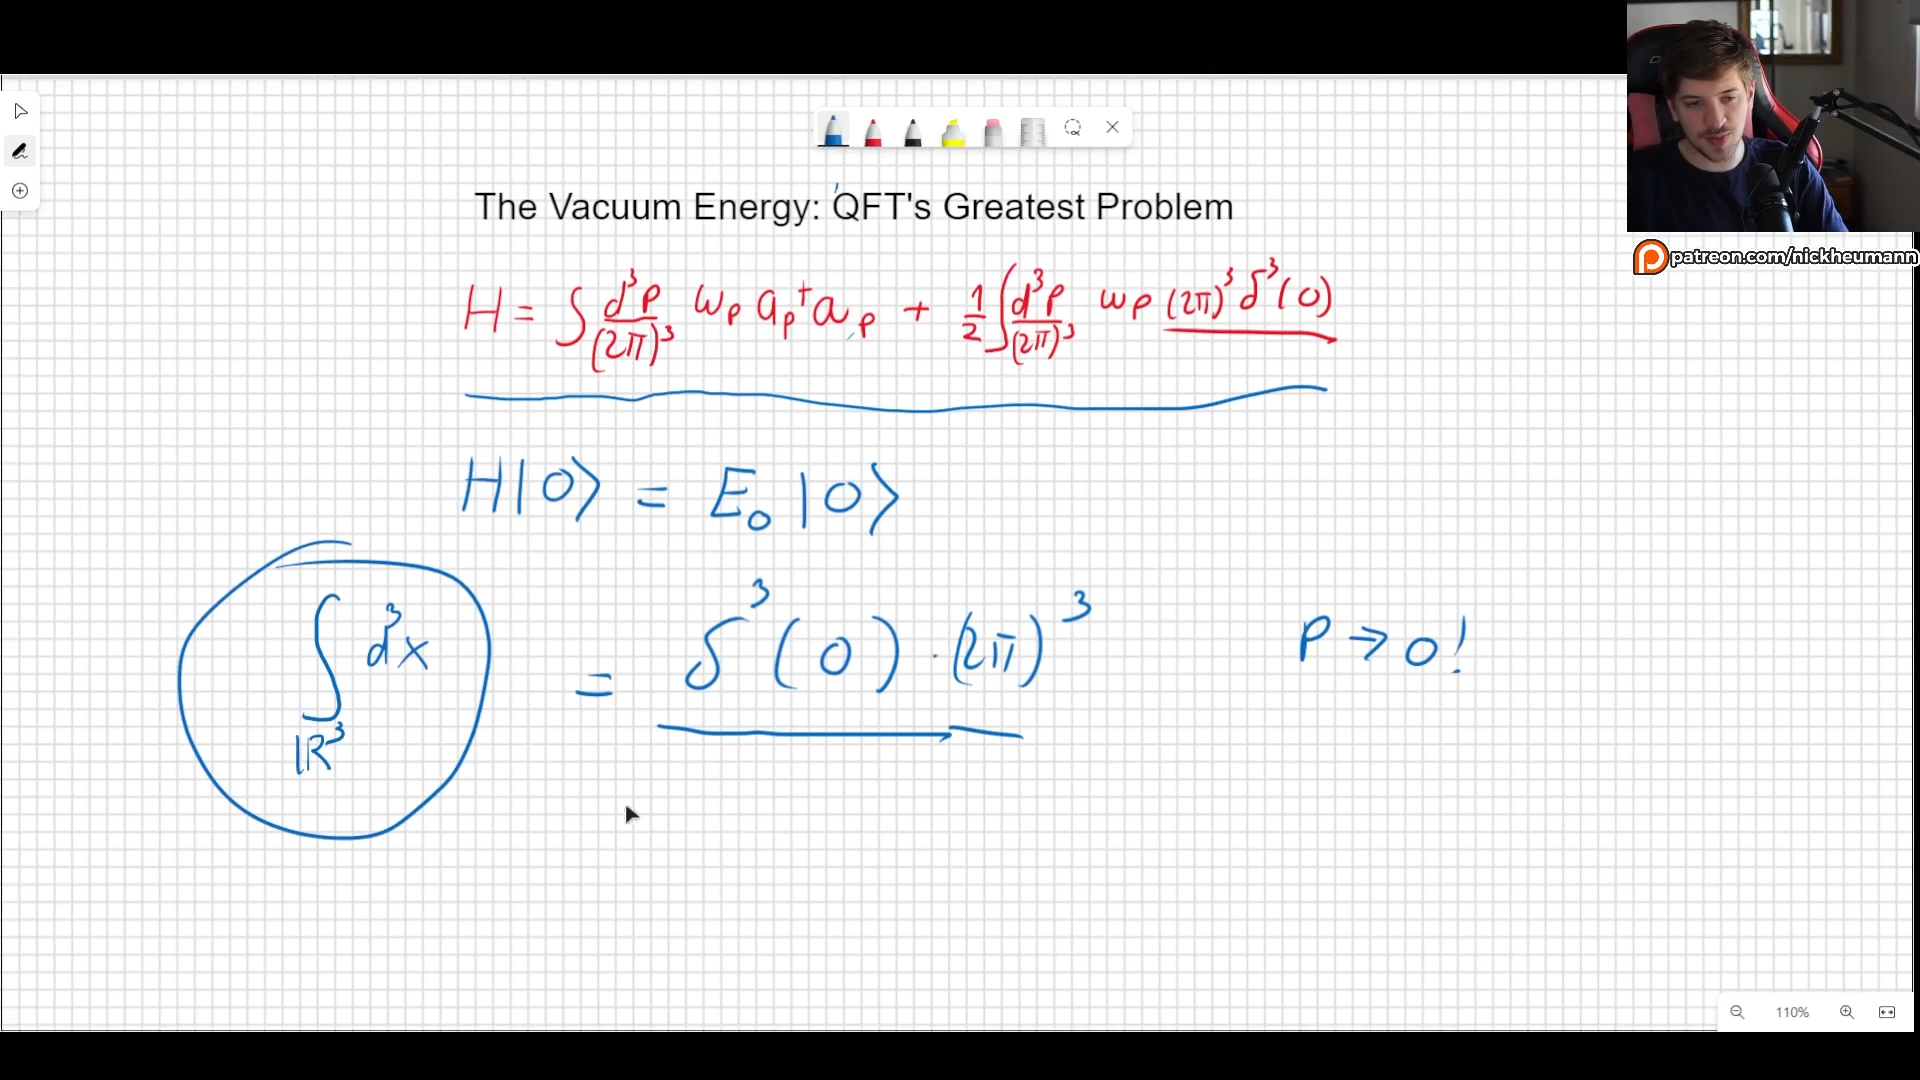 The Vacuum Energy: QFT's Greatest Problem
patreon.com/nickheumann
H = ∫ d³p/(2π)³ ωₚ aₚ†aₚ + 1/2 ∫ d³p/(2π)³ ωₚ (2π)³ δ³(0)
H|0⟩ = E₀|0⟩
∫_ℝ³ d³x = δ³(0)·(2π)³ p → 0!
110%